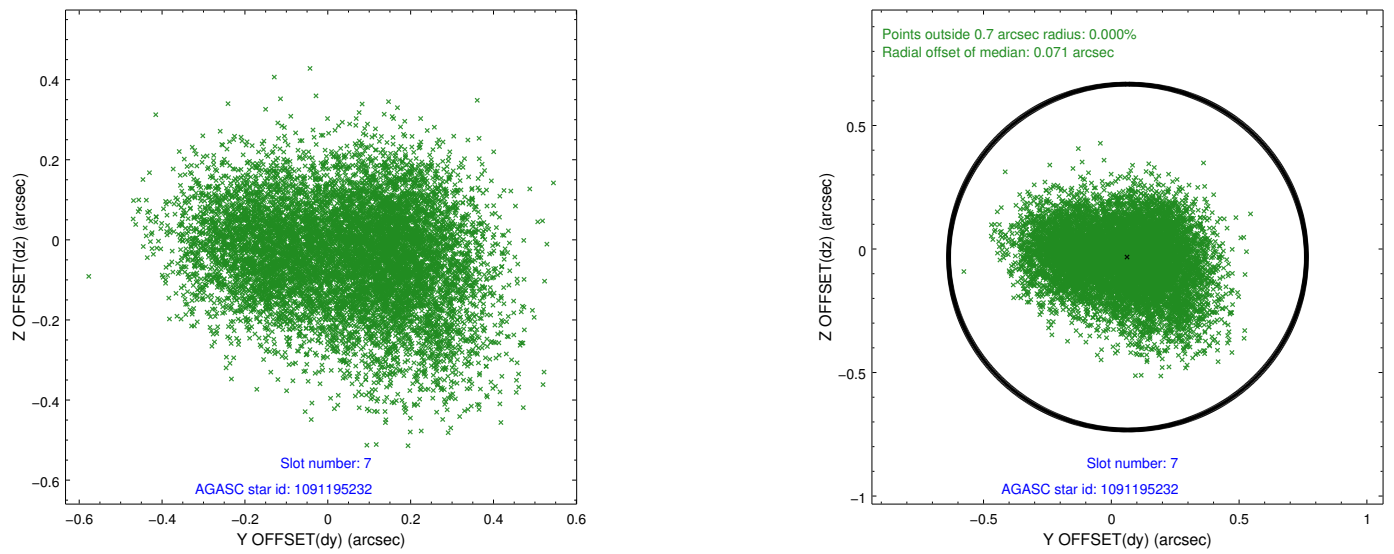 0.4
0.2
0
−0.2
−0.4
−0.6
Z OFFSET(dz) (arcsec)
Slot number: 7
AGASC star id: 1091195232
−0.6
−0.4
−0.2
0
0.2
0.4
0.6
Y OFFSET(dy) (arcsec)
Points outside 0.7 arcsec radius: 0.000%
Radial offset of median: 0.071 arcsec
0.5
0
−0.5
−1
Z OFFSET(dz) (arcsec)
Slot number: 7
AGASC star id: 1091195232
−0.5
0
0.5
1
Y OFFSET(dy) (arcsec)